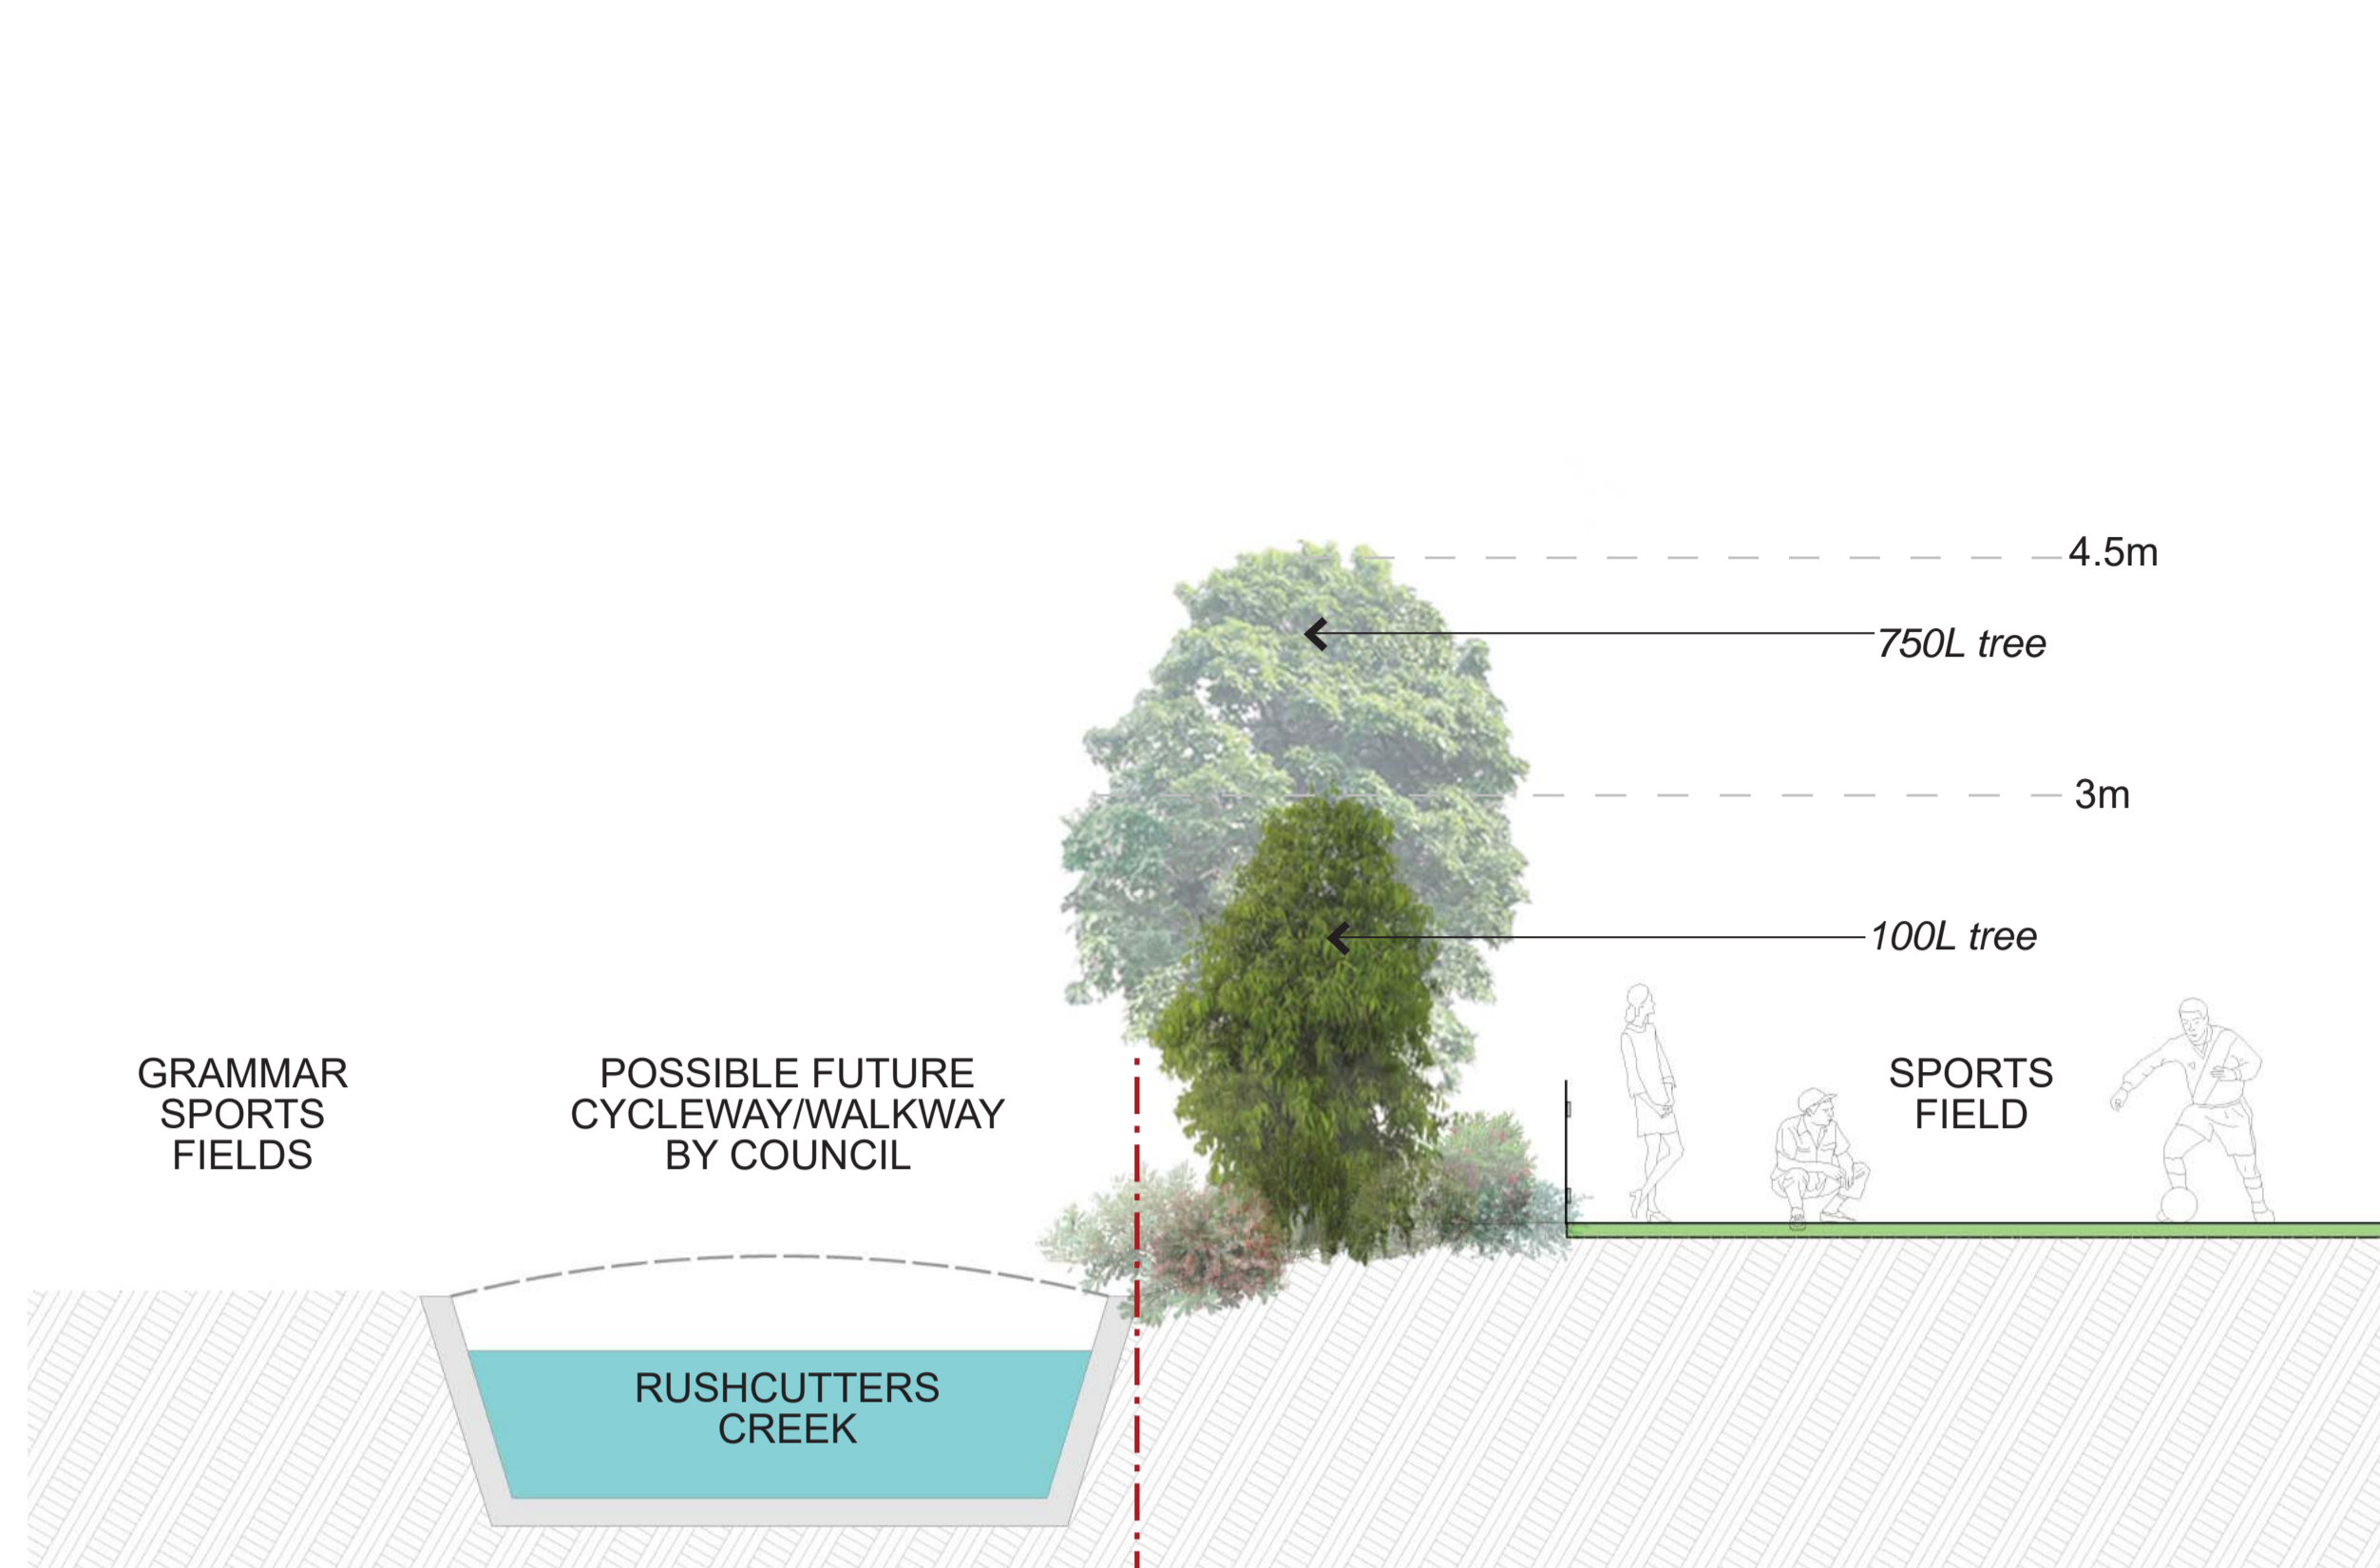 4.5m
750L tree
3m
100L tree
GRAMMAR
SPORTS
FIELDS
POSSIBLE FUTURE
CYCLEWAY/WALKWAY
BY COUNCIL
SPORTS
FIELD
RUSHCUTTERS
CREEK